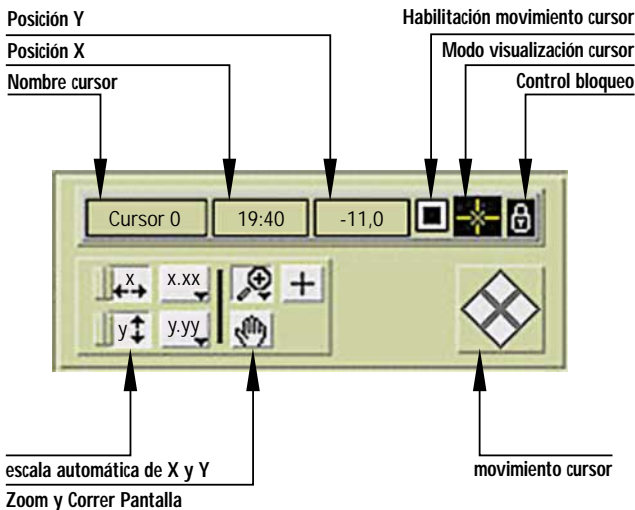 Posición Y
Habilitación movimiento cursor
Posición X
Modo visualización cursor
Nombre cursor
Control bloqueo
Cursor 0
19:40
-11,0
x
x.xx
y
y.yy
escala automática de X y Y
movimiento cursor
Zoom y Correr Pantalla